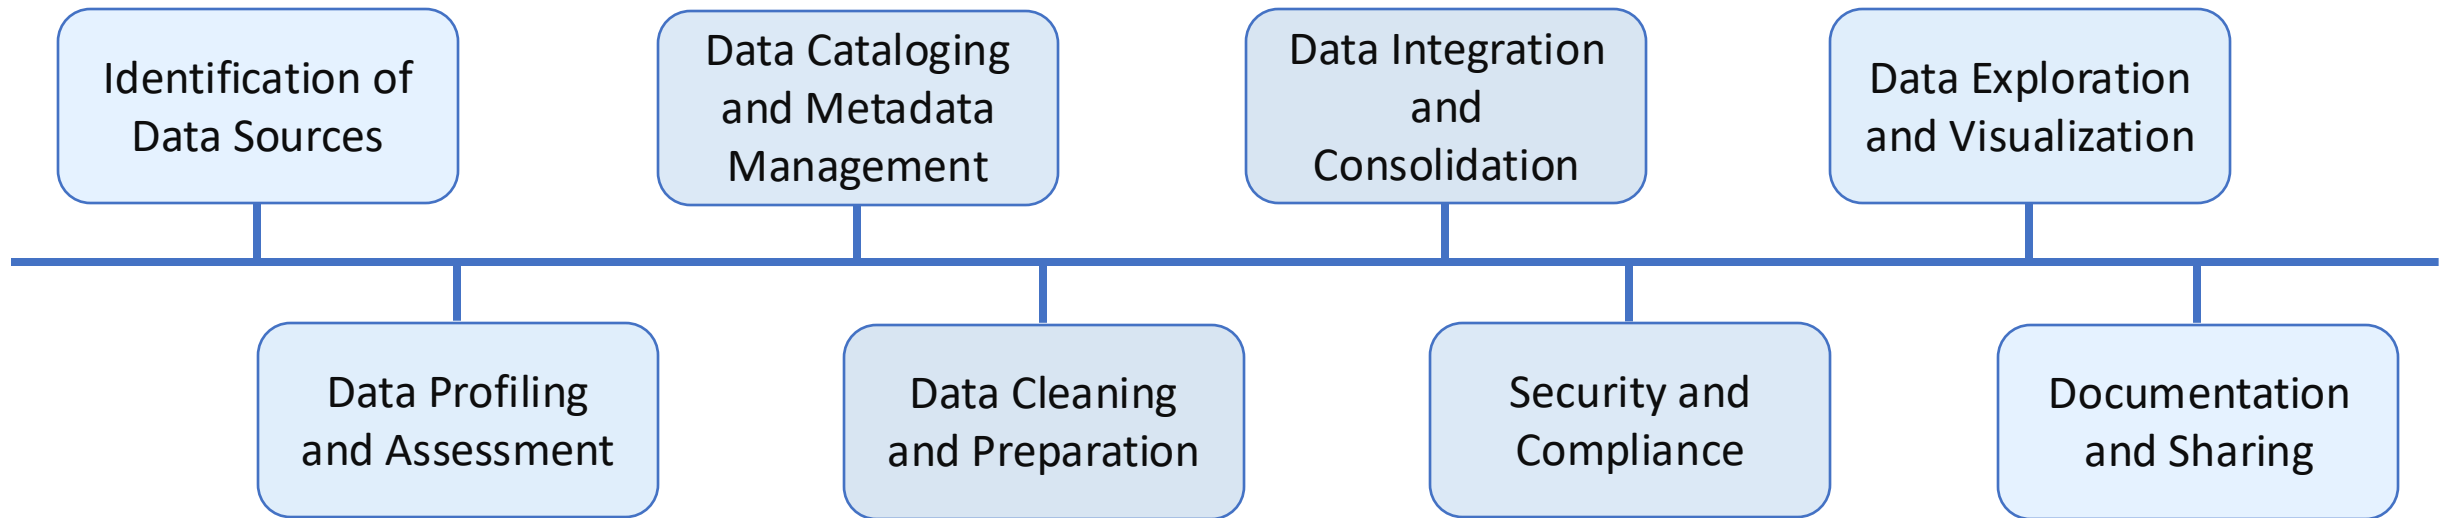 Identification of
Data Sources
Data Profiling
and Assessment
Data Cataloging
and Metadata
Management
Data Cleaning
and Preparation
Data Integration
and
Consolidation
Security and
Compliance
Data Exploration
and Visualization
Documentation
and Sharing